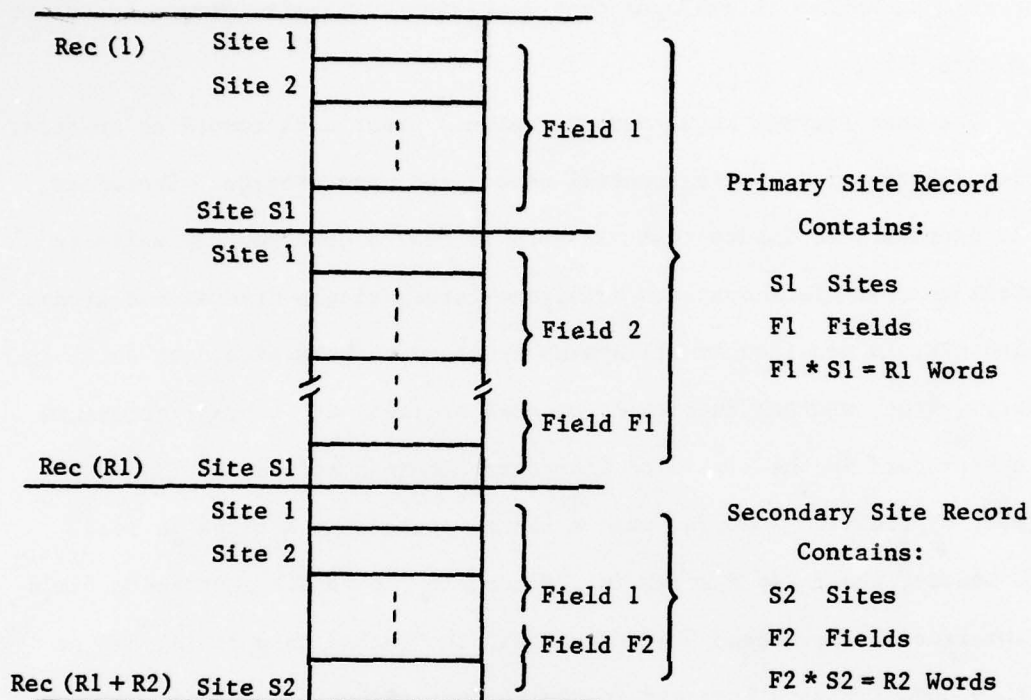 Rec (1)
Site 1
Site 2
Field 1
Site S1
Site 1
Field 2
Field F1
Rec (R1)
Site S1
Primary Site Record
Contains:
S1 Sites
F1 Fields
F1 * S1 = R1 Words
Site 1
Site 2
Field 1
Field F2
Rec (R1 + R2)
Site S2
Secondary Site Record
Contains:
S2 Sites
F2 Fields
F2 * S2 = R2 Words